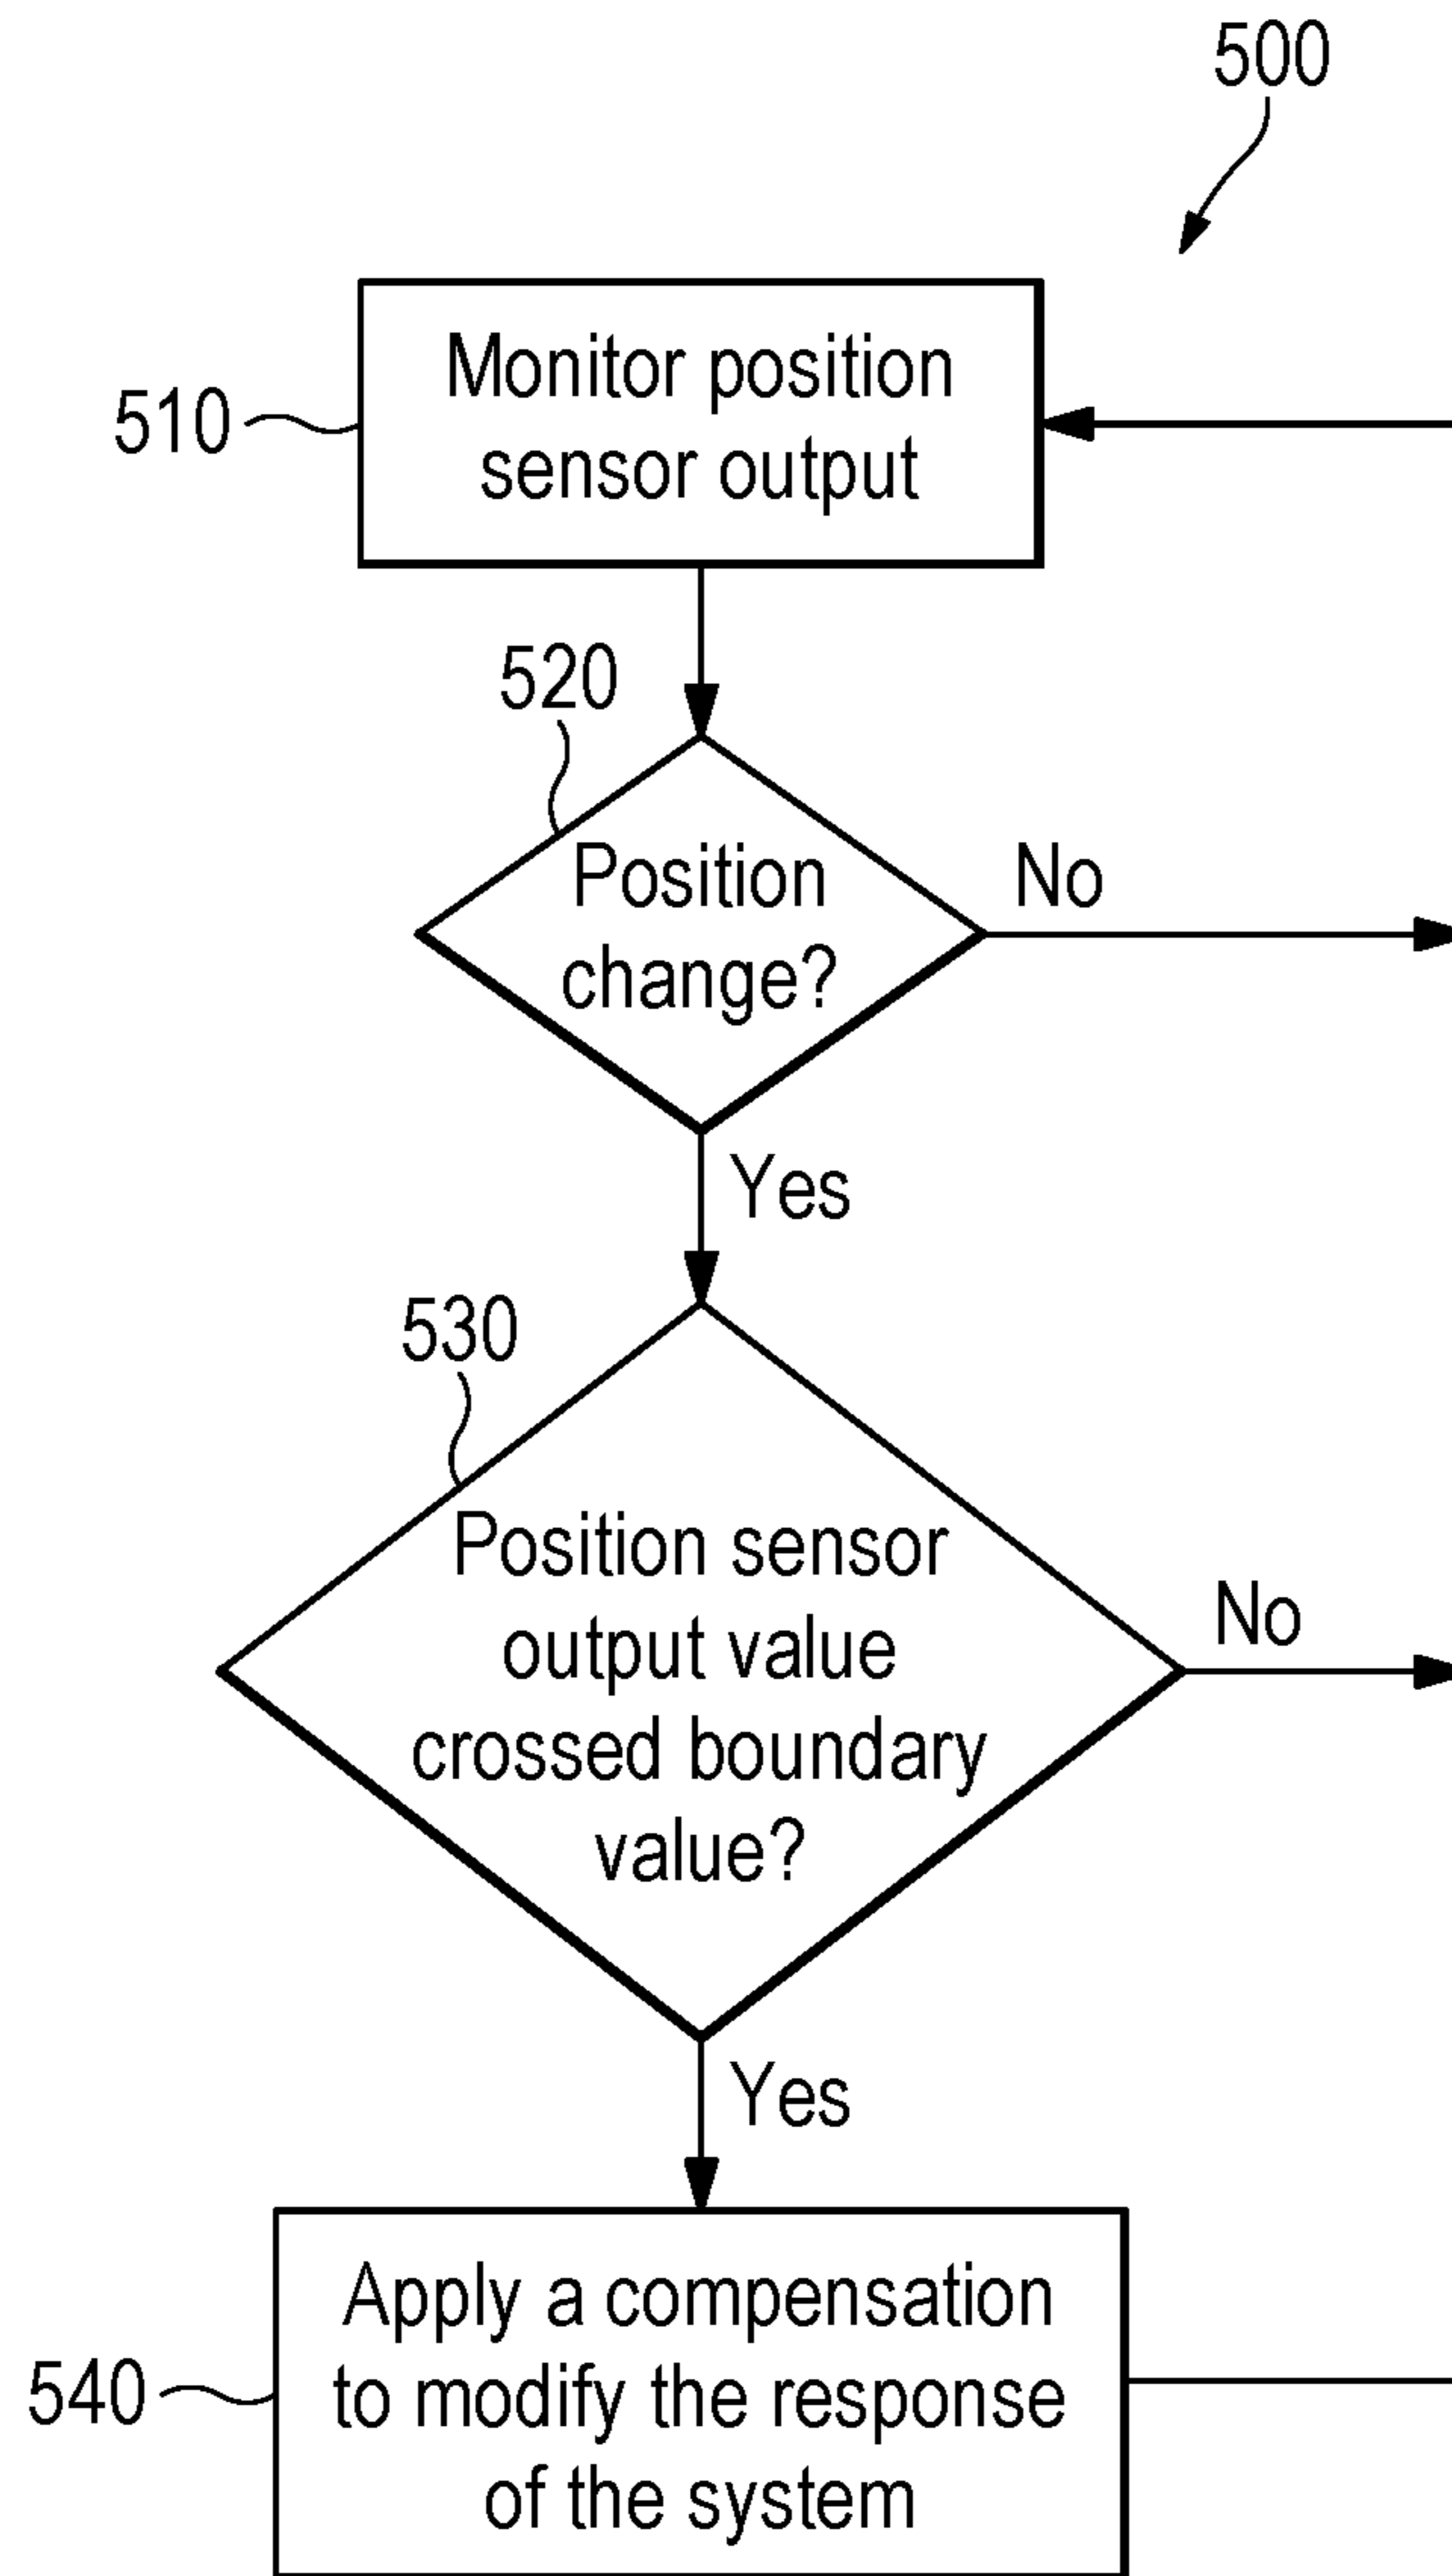 500
510
Monitor position
sensor output
520
Position
change?
No
Yes
530
Position sensor
output value
crossed boundary
value?
No
Yes
540
Apply a compensation
to modify the response
of the system